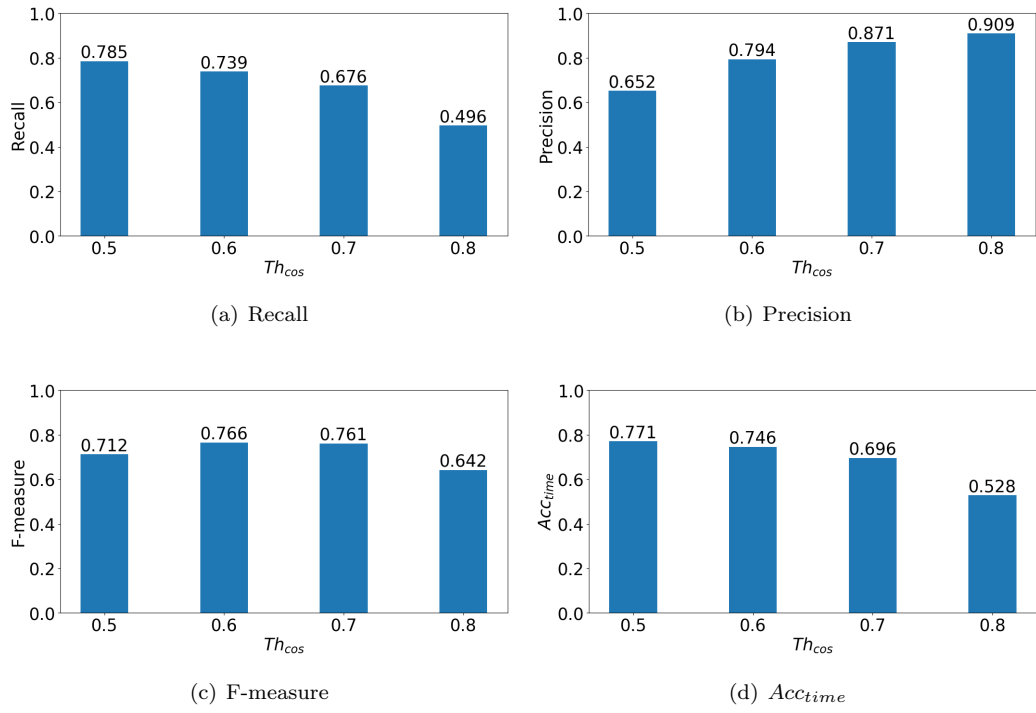 1.0
0.8
0.6
0.4
0.2
0.0
Recall
0.785
0.739
0.676
0.496
0.5 0.6 0.7 0.8
Th_cos
(a) Recall
1.0
0.8
0.6
0.4
0.2
0.0
Precision
0.652
0.794
0.871
0.909
0.5 0.6 0.7 0.8
Th_cos
(b) Precision
1.0
0.8
0.6
0.4
0.2
0.0
F-measure
0.712
0.766
0.761
0.642
0.5 0.6 0.7 0.8
Th_cos
(c) F-measure
1.0
0.8
0.6
0.4
0.2
0.0
Acc_time
0.771
0.746
0.696
0.528
0.5 0.6 0.7 0.8
Th_cos
(d) Acc_time